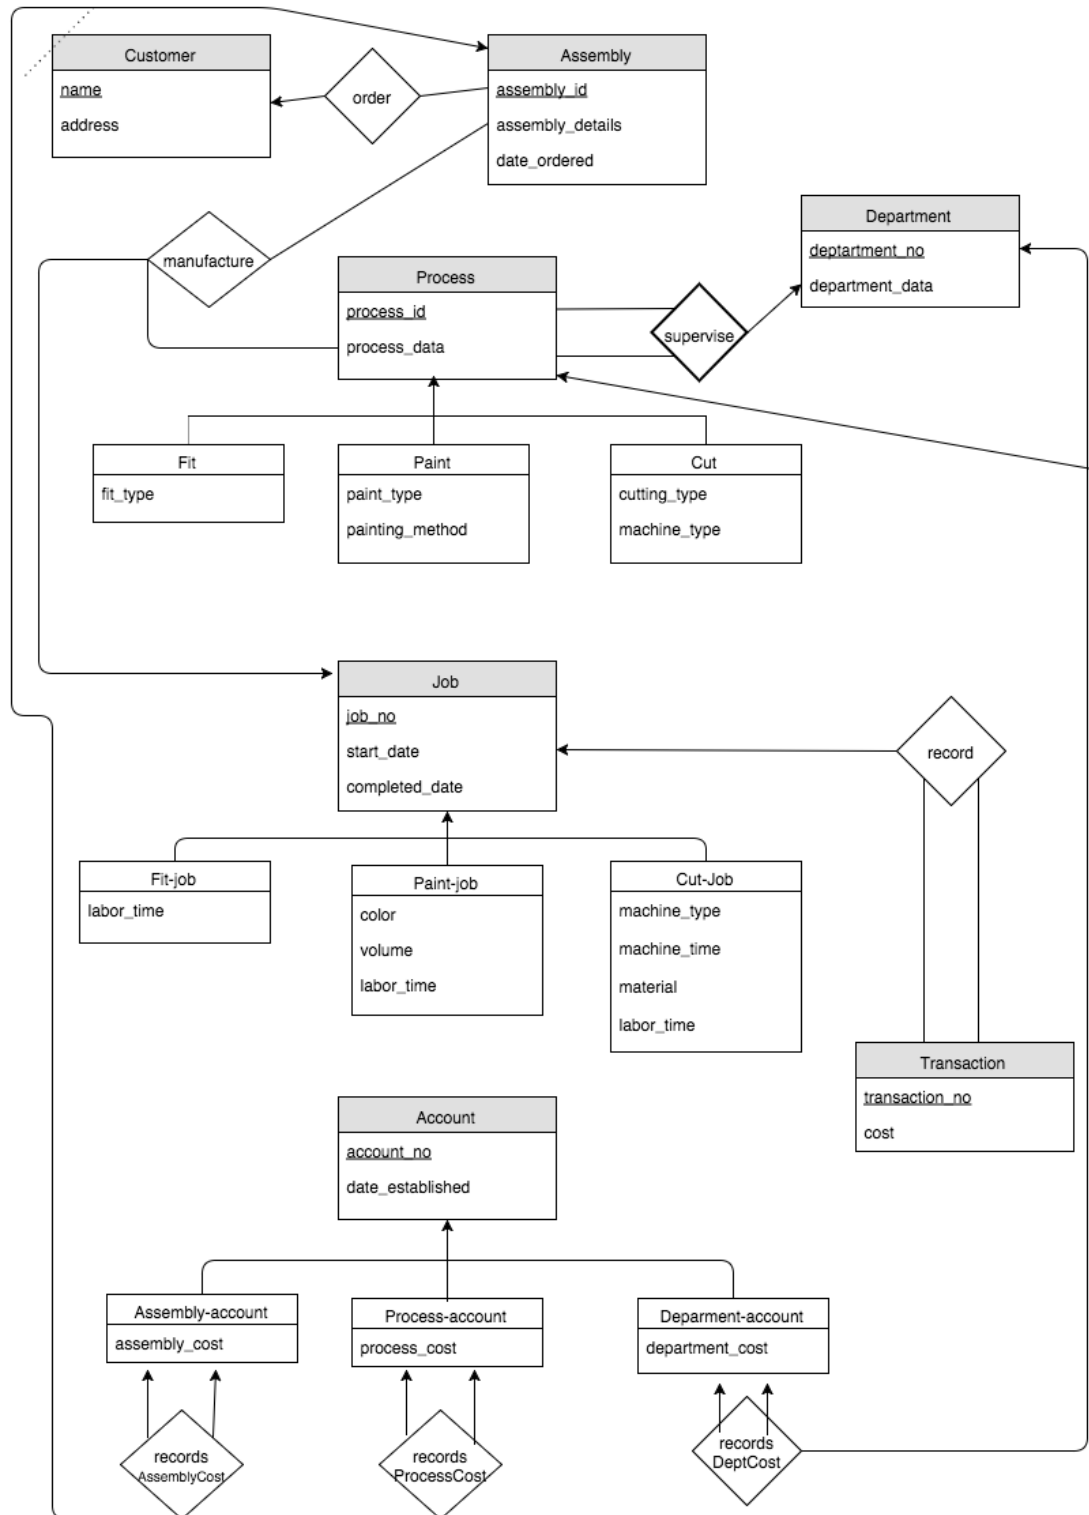 Customer
name
address
order
Assembly
assembly_id
assembly_details
date_ordered
manufacture
Process
process_id
process_data
supervise
Department
deptartment_no
department_data
Fit
fit_type
Paint
paint_type
painting_method
Cut
cutting_type
machine_type
Job
job_no
start_date
completed_date
record
Fit-job
labor_time
Paint-job
color
volume
labor_time
Cut-Job
machine_type
machine_time
material
labor_time
Transaction
transaction_no
cost
Account
account_no
date_established
Assembly-account
assembly_cost
Process-account
process_cost
Deparment-account
department_cost
records
AssemblyCost
records
ProcessCost
records
DeptCost